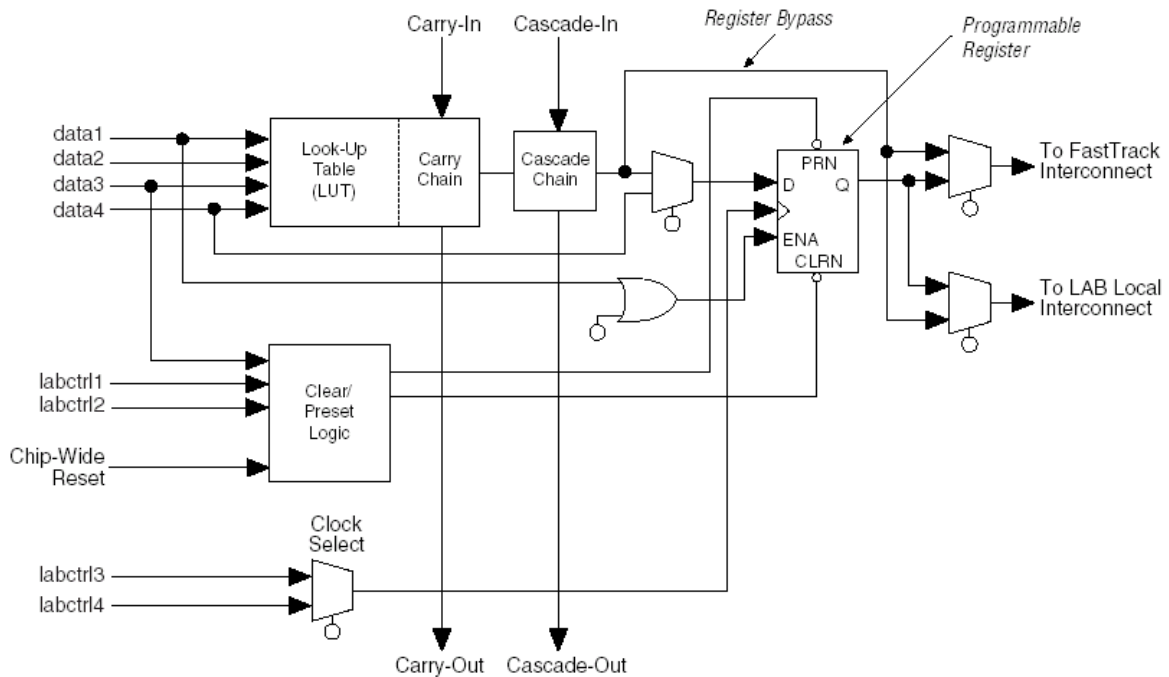 Carry-In
Cascade-In
Register Bypass
Programmable
Register
data1
data2
data3
data4
Look-Up
Table
(LUT)
Carry
Chain
Cascade
Chain
PRN
D
Q
ENA
CLRN
To FastTrack
Interconnect
To LAB Local
Interconnect
labctrl1
labctrl2
Clear/
Preset
Logic
Chip-Wide
Reset
Clock
Select
labctrl3
labctrl4
Carry-Out
Cascade-Out